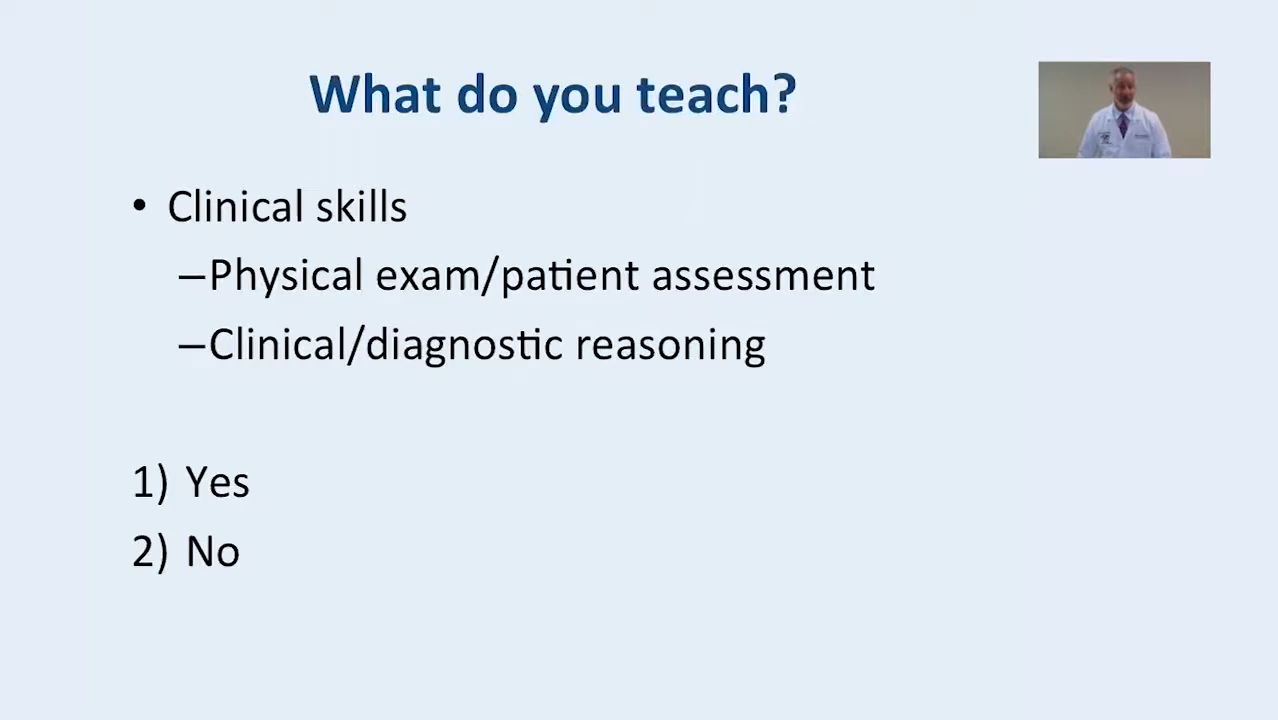 What do you teach?
• Clinical skills
–Physical exam/patient assessment
–Clinical/diagnostic reasoning
1) Yes
2) No